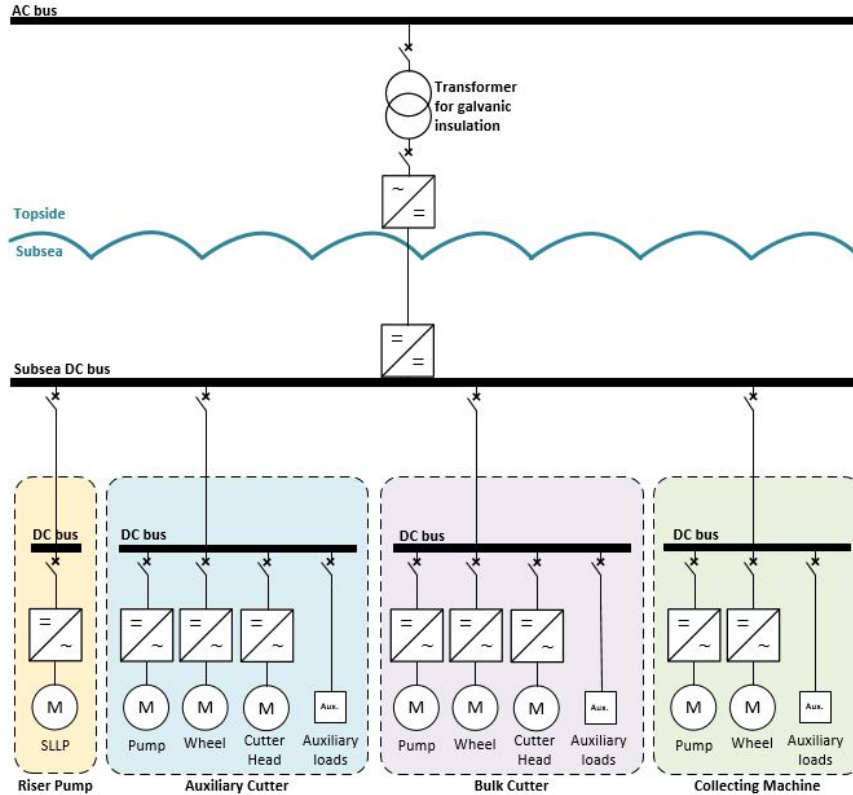 AC bus
Transformer
for galvanic
insulation
~
=
Topside
Subsea
=
=
Subsea DC bus
DC bus
DC bus
DC bus
DC bus
=
~
=
~
=
~
=
~
=
~
=
~
=
~
=
~
=
~
M
M
M
M
Aux.
M
M
M
Aux.
M
M
Aux.
SLLP
Pump
Wheel
Cutter
Head
Auxiliary
loads
Pump
Wheel
Cutter
Head
Auxiliary
loads
Pump
Wheel
Auxiliary
loads
Riser Pump
Auxiliary Cutter
Bulk Cutter
Collecting Machine